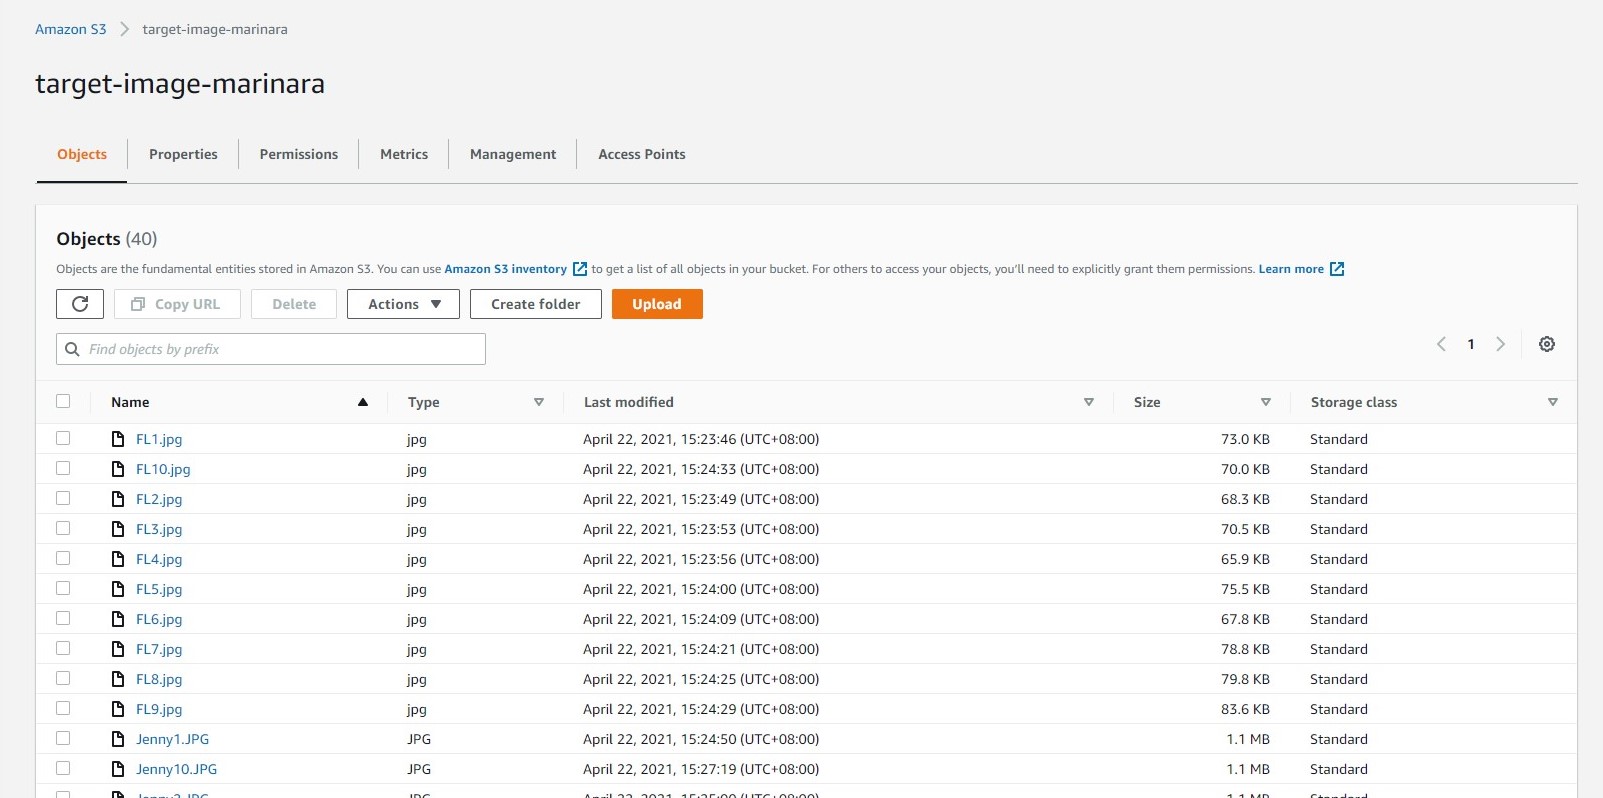 Amazon S3 > target-image-marinara
target-image-marinara
Objects Properties Permissions Metrics Management Access Points
Objects (40)
Objects are the fundamental entities stored in Amazon S3. You can use Amazon S3 inventory to get a list of all objects in your bucket. For others to access your objects, you'll need to explicitly grant them permissions. Learn more
Copy URL Delete Actions Create folder Upload
Find objects by prefix
1
Name Type Last modified Size Storage class
FL1.jpg jpg April 22, 2021, 15:23:46 (UTC+08:00) 73.0 KB Standard
FL10.jpg jpg April 22, 2021, 15:24:33 (UTC+08:00) 70.0 KB Standard
FL2.jpg jpg April 22, 2021, 15:23:49 (UTC+08:00) 68.3 KB Standard
FL3.jpg jpg April 22, 2021, 15:23:53 (UTC+08:00) 70.5 KB Standard
FL4.jpg jpg April 22, 2021, 15:23:56 (UTC+08:00) 65.9 KB Standard
FL5.jpg jpg April 22, 2021, 15:24:00 (UTC+08:00) 75.5 KB Standard
FL6.jpg jpg April 22, 2021, 15:24:09 (UTC+08:00) 67.8 KB Standard
FL7.jpg jpg April 22, 2021, 15:24:21 (UTC+08:00) 78.8 KB Standard
FL8.jpg jpg April 22, 2021, 15:24:25 (UTC+08:00) 79.8 KB Standard
FL9.jpg jpg April 22, 2021, 15:24:29 (UTC+08:00) 83.6 KB Standard
Jenny1.JPG JPG April 22, 2021, 15:24:50 (UTC+08:00) 1.1 MB Standard
Jenny10.JPG JPG April 22, 2021, 15:27:19 (UTC+08:00) 1.1 MB Standard